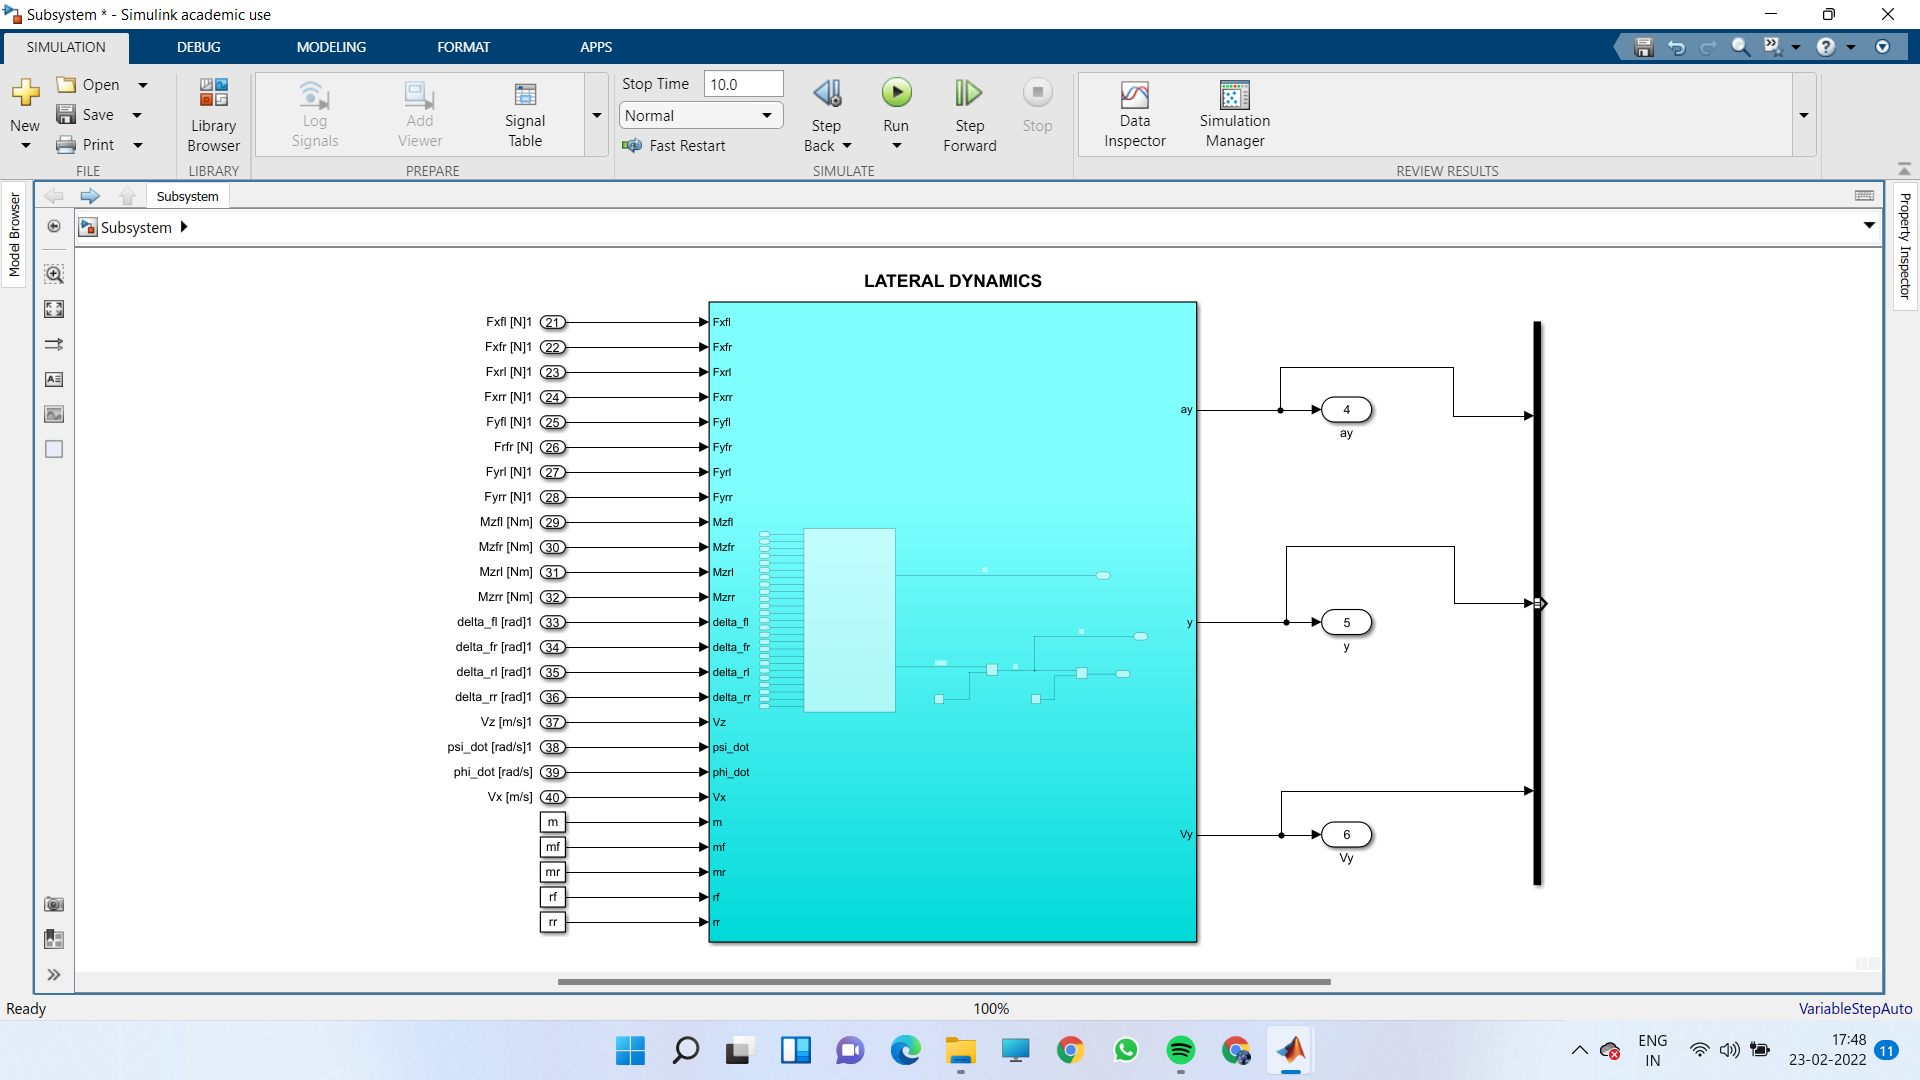 Subsystem * - Simulink academic use
SIMULATION DEBUG MODELING FORMAT APPS
New
Open
Save
Print
FILE
Library
Browser
LIBRARY
Log
Signals
Add
Viewer
Signal
Table
PREPARE
Stop Time 10.0
Normal
Fast Restart
Step
Back
Run
Step
Forward
Stop
SIMULATE
Data
Inspector
Simulation
Manager
REVIEW RESULTS
Model Browser
Property Inspector
Subsystem
Subsystem
LATERAL DYNAMICS
Fxfl [N]1 21 Fxfl
Fxfr [N]1 22 Fxfr
Fxrl [N]1 23 Fxrl
Fxrr [N]1 24 Fxrr
Fyfl [N]1 25 Fyfl
Frfr [N] 26 Fyfr
Fyrl [N]1 27 Fyrl
Fyrr [N]1 28 Fyrr
Mzfl [Nm] 29 Mzfl
Mzfr [Nm] 30 Mzfr
Mzrl [Nm] 31 Mzrl
Mzrr [Nm] 32 Mzrr
delta_fl [rad]1 33 delta_fl
delta_fr [rad]1 34 delta_fr
delta_rl [rad]1 35 delta_rl
delta_rr [rad]1 36 delta_rr
Vz [m/s]1 37 Vz
psi_dot [rad/s]1 38 psi_dot
phi_dot [rad/s] 39 phi_dot
Vx [m/s] 40 Vx
m m
mf mf
mr mr
rf rf
rr rr
ay 4
ay
y 5
y
Vy 6
Vy
Ready 100% VariableStepAuto
ENG
IN
17:48
23-02-2022
11